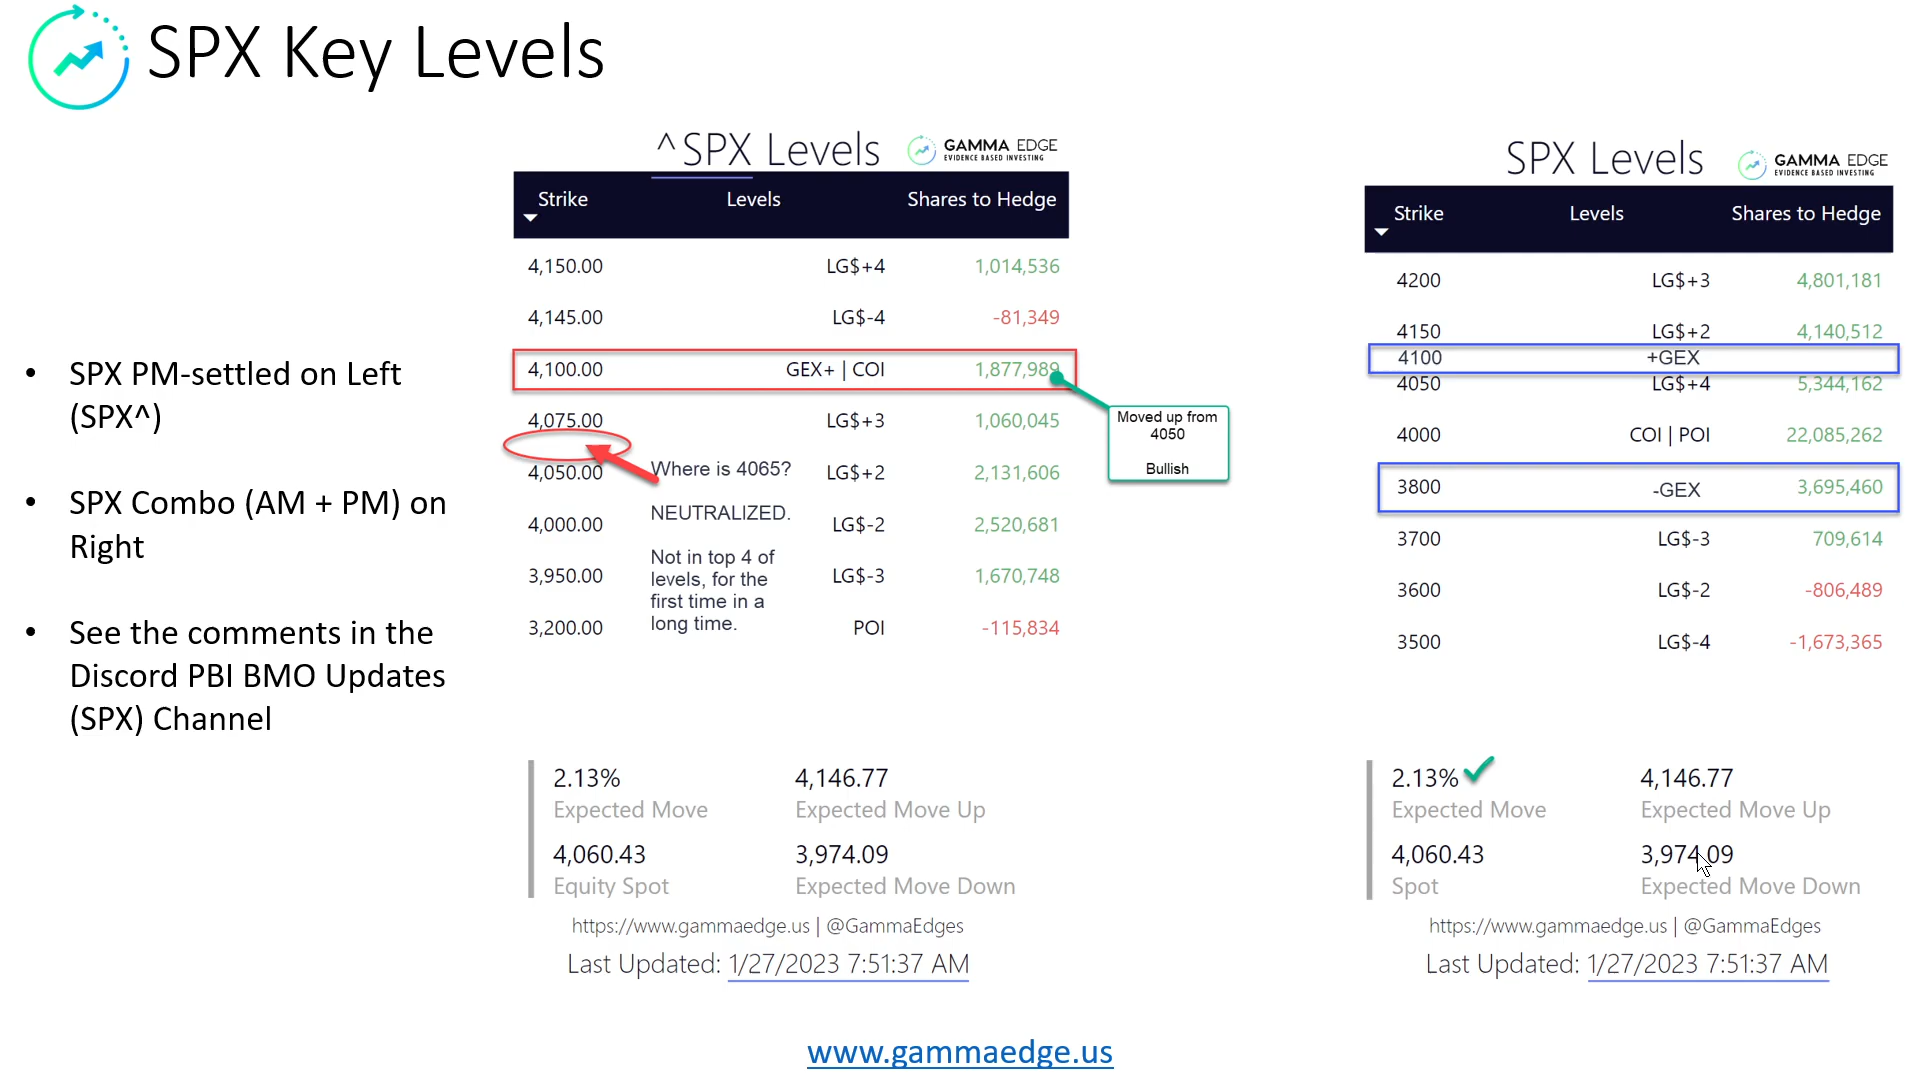 SPX Key Levels
• SPX PM-settled on Left
(SPX^)
• SPX Combo (AM + PM) on
Right
• See the comments in the
Discord PBI BMO Updates
(SPX) Channel
^SPX Levels
GAMMA EDGE
EVIDENCE BASED INVESTING
Strike Levels Shares to Hedge
4,150.00 LG$+4 1,014,536
4,145.00 LG$-4 -81,349
4,100.00 GEX+ | COI 1,877,989
4,075.00 LG$+3 1,060,045
4,050.00 LG$+2 2,131,606
4,000.00 LG$-2 2,520,681
3,950.00 LG$-3 1,670,748
3,200.00 POI -115,834
Where is 4065?
NEUTRALIZED.
Not in top 4 of
levels, for the
first time in a
long time.
Moved up from
4050
Bullish
2.13% 4,146.77
Expected Move Expected Move Up
4,060.43 3,974.09
Equity Spot Expected Move Down
https://www.gammaedge.us | @GammaEdges
Last Updated: 1/27/2023 7:51:37 AM
SPX Levels
GAMMA EDGE
EVIDENCE BASED INVESTING
Strike Levels Shares to Hedge
4200 LG$+3 4,801,181
4150 LG$+2 4,140,512
4100 +GEX
4050 LG$+4 5,344,162
4000 COI | POI 22,085,262
3800 -GEX 3,695,460
3700 LG$-3 709,614
3600 LG$-2 -806,489
3500 LG$-4 -1,673,365
2.13% 4,146.77
Expected Move Expected Move Up
4,060.43 3,974.09
Spot Expected Move Down
https://www.gammaedge.us | @GammaEdges
Last Updated: 1/27/2023 7:51:37 AM
www.gammaedge.us